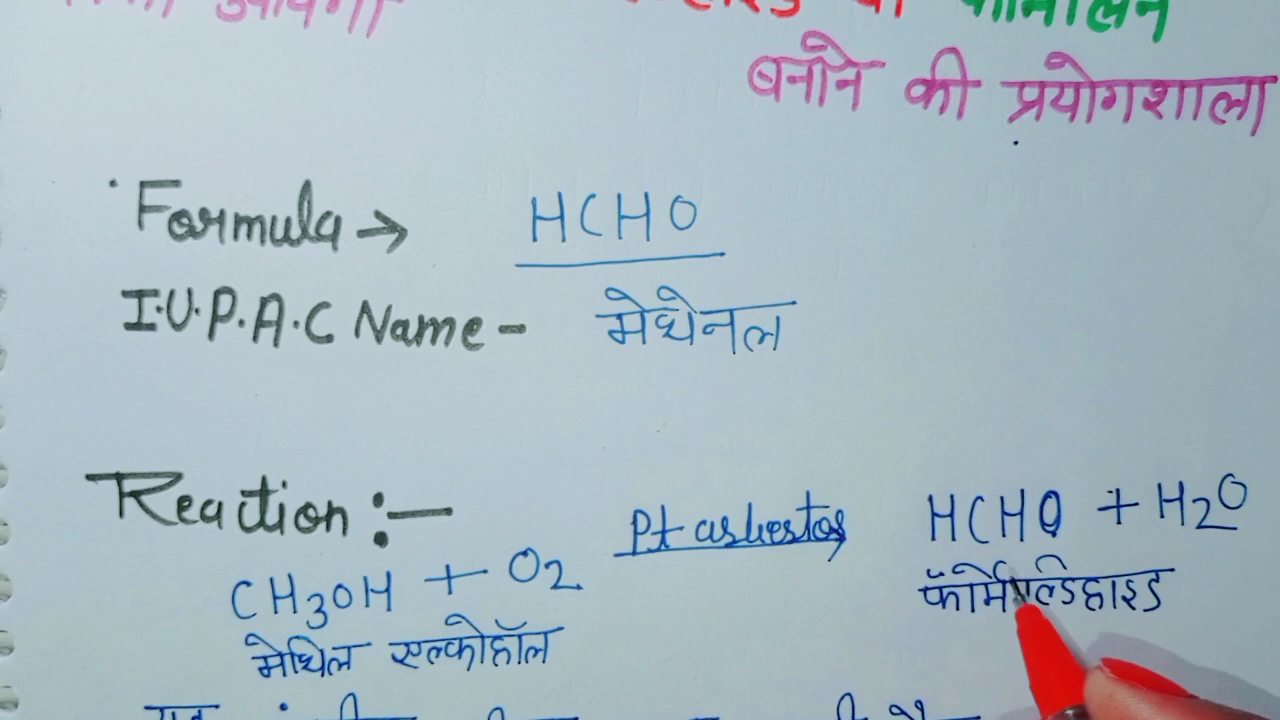 या फॉर्मालिन
बनाने की प्रयोगशाला
Formula → HCHO
I.U.P.A.C Name - मेथेनल
Reaction :- Pt asbestos HCHO + H2O
CH3OH + O2 फॉर्मेल्डिहाइड
मेथिल एल्कोहॉल